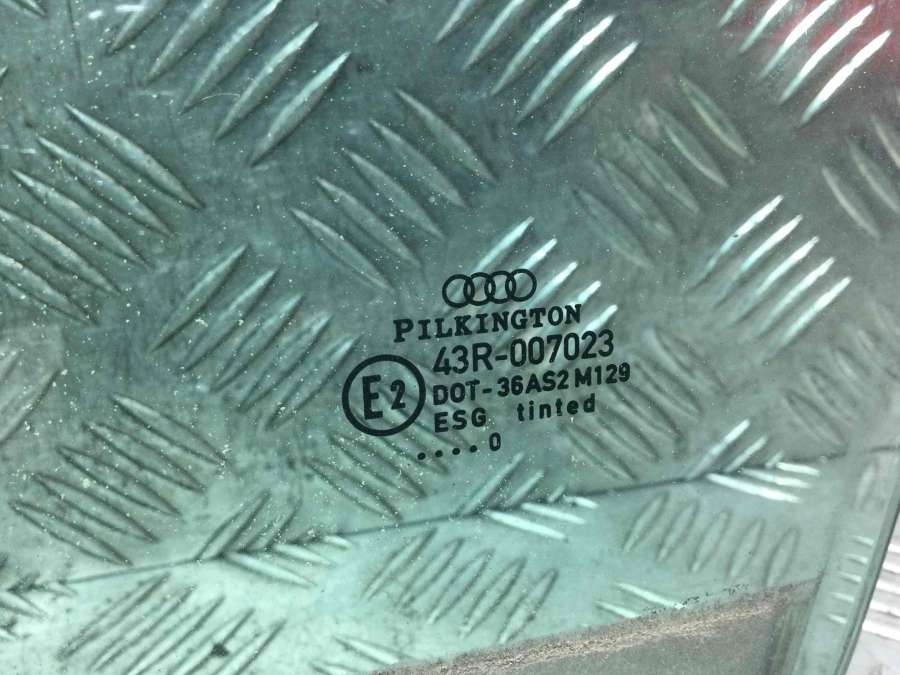 PILKINGTON
43R-007023
E2
DOT-36AS2 M129
ESG tinted
....0